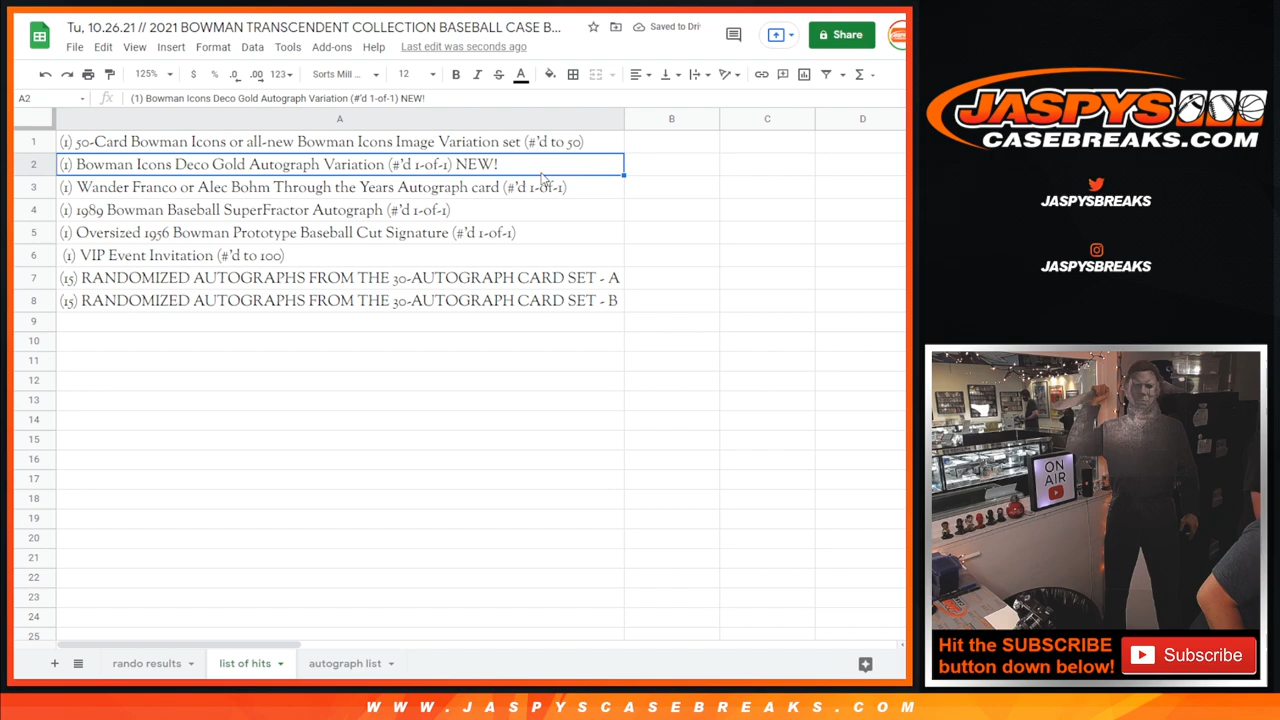 Tu, 10.26.21 // 2021 BOWMAN TRANSCENDENT COLLECTION BASEBALL CASE B...
Saved to Dri
Share
File Edit View Insert Format Data Tools Add-ons Help Last edit was seconds ago
125% $ % .0 .00 123 Sorts Mill ... 12 B I S A
A2 fx (1) Bowman Icons Deco Gold Autograph Variation (#'d 1-of-1) NEW!
A B C D
1 (1) 50-Card Bowman Icons or all-new Bowman Icons Image Variation set (#'d to 50)
2 (1) Bowman Icons Deco Gold Autograph Variation (#'d 1-of-1) NEW!
3 (1) Wander Franco or Alec Bohm Through the Years Autograph card (#'d 1-of-1)
4 (1) 1989 Bowman Baseball SuperFractor Autograph (#'d 1-of-1)
5 (1) Oversized 1956 Bowman Prototype Baseball Cut Signature (#'d 1-of-1)
6 (1) VIP Event Invitation (#'d to 100)
7 (15) RANDOMIZED AUTOGRAPHS FROM THE 30-AUTOGRAPH CARD SET - A
8 (15) RANDOMIZED AUTOGRAPHS FROM THE 30-AUTOGRAPH CARD SET - B
9
10
11
12
13
14
15
16
17
18
19
20
21
22
23
24
25
rando results list of hits autograph list
JASPYS
CASEBREAKS.COM
JASPYSBREAKS
JASPYSBREAKS
ON
AIR
Hit the SUBSCRIBE
button down below!
Subscribe
WWW.JASPYSCASEBREAKS.COM